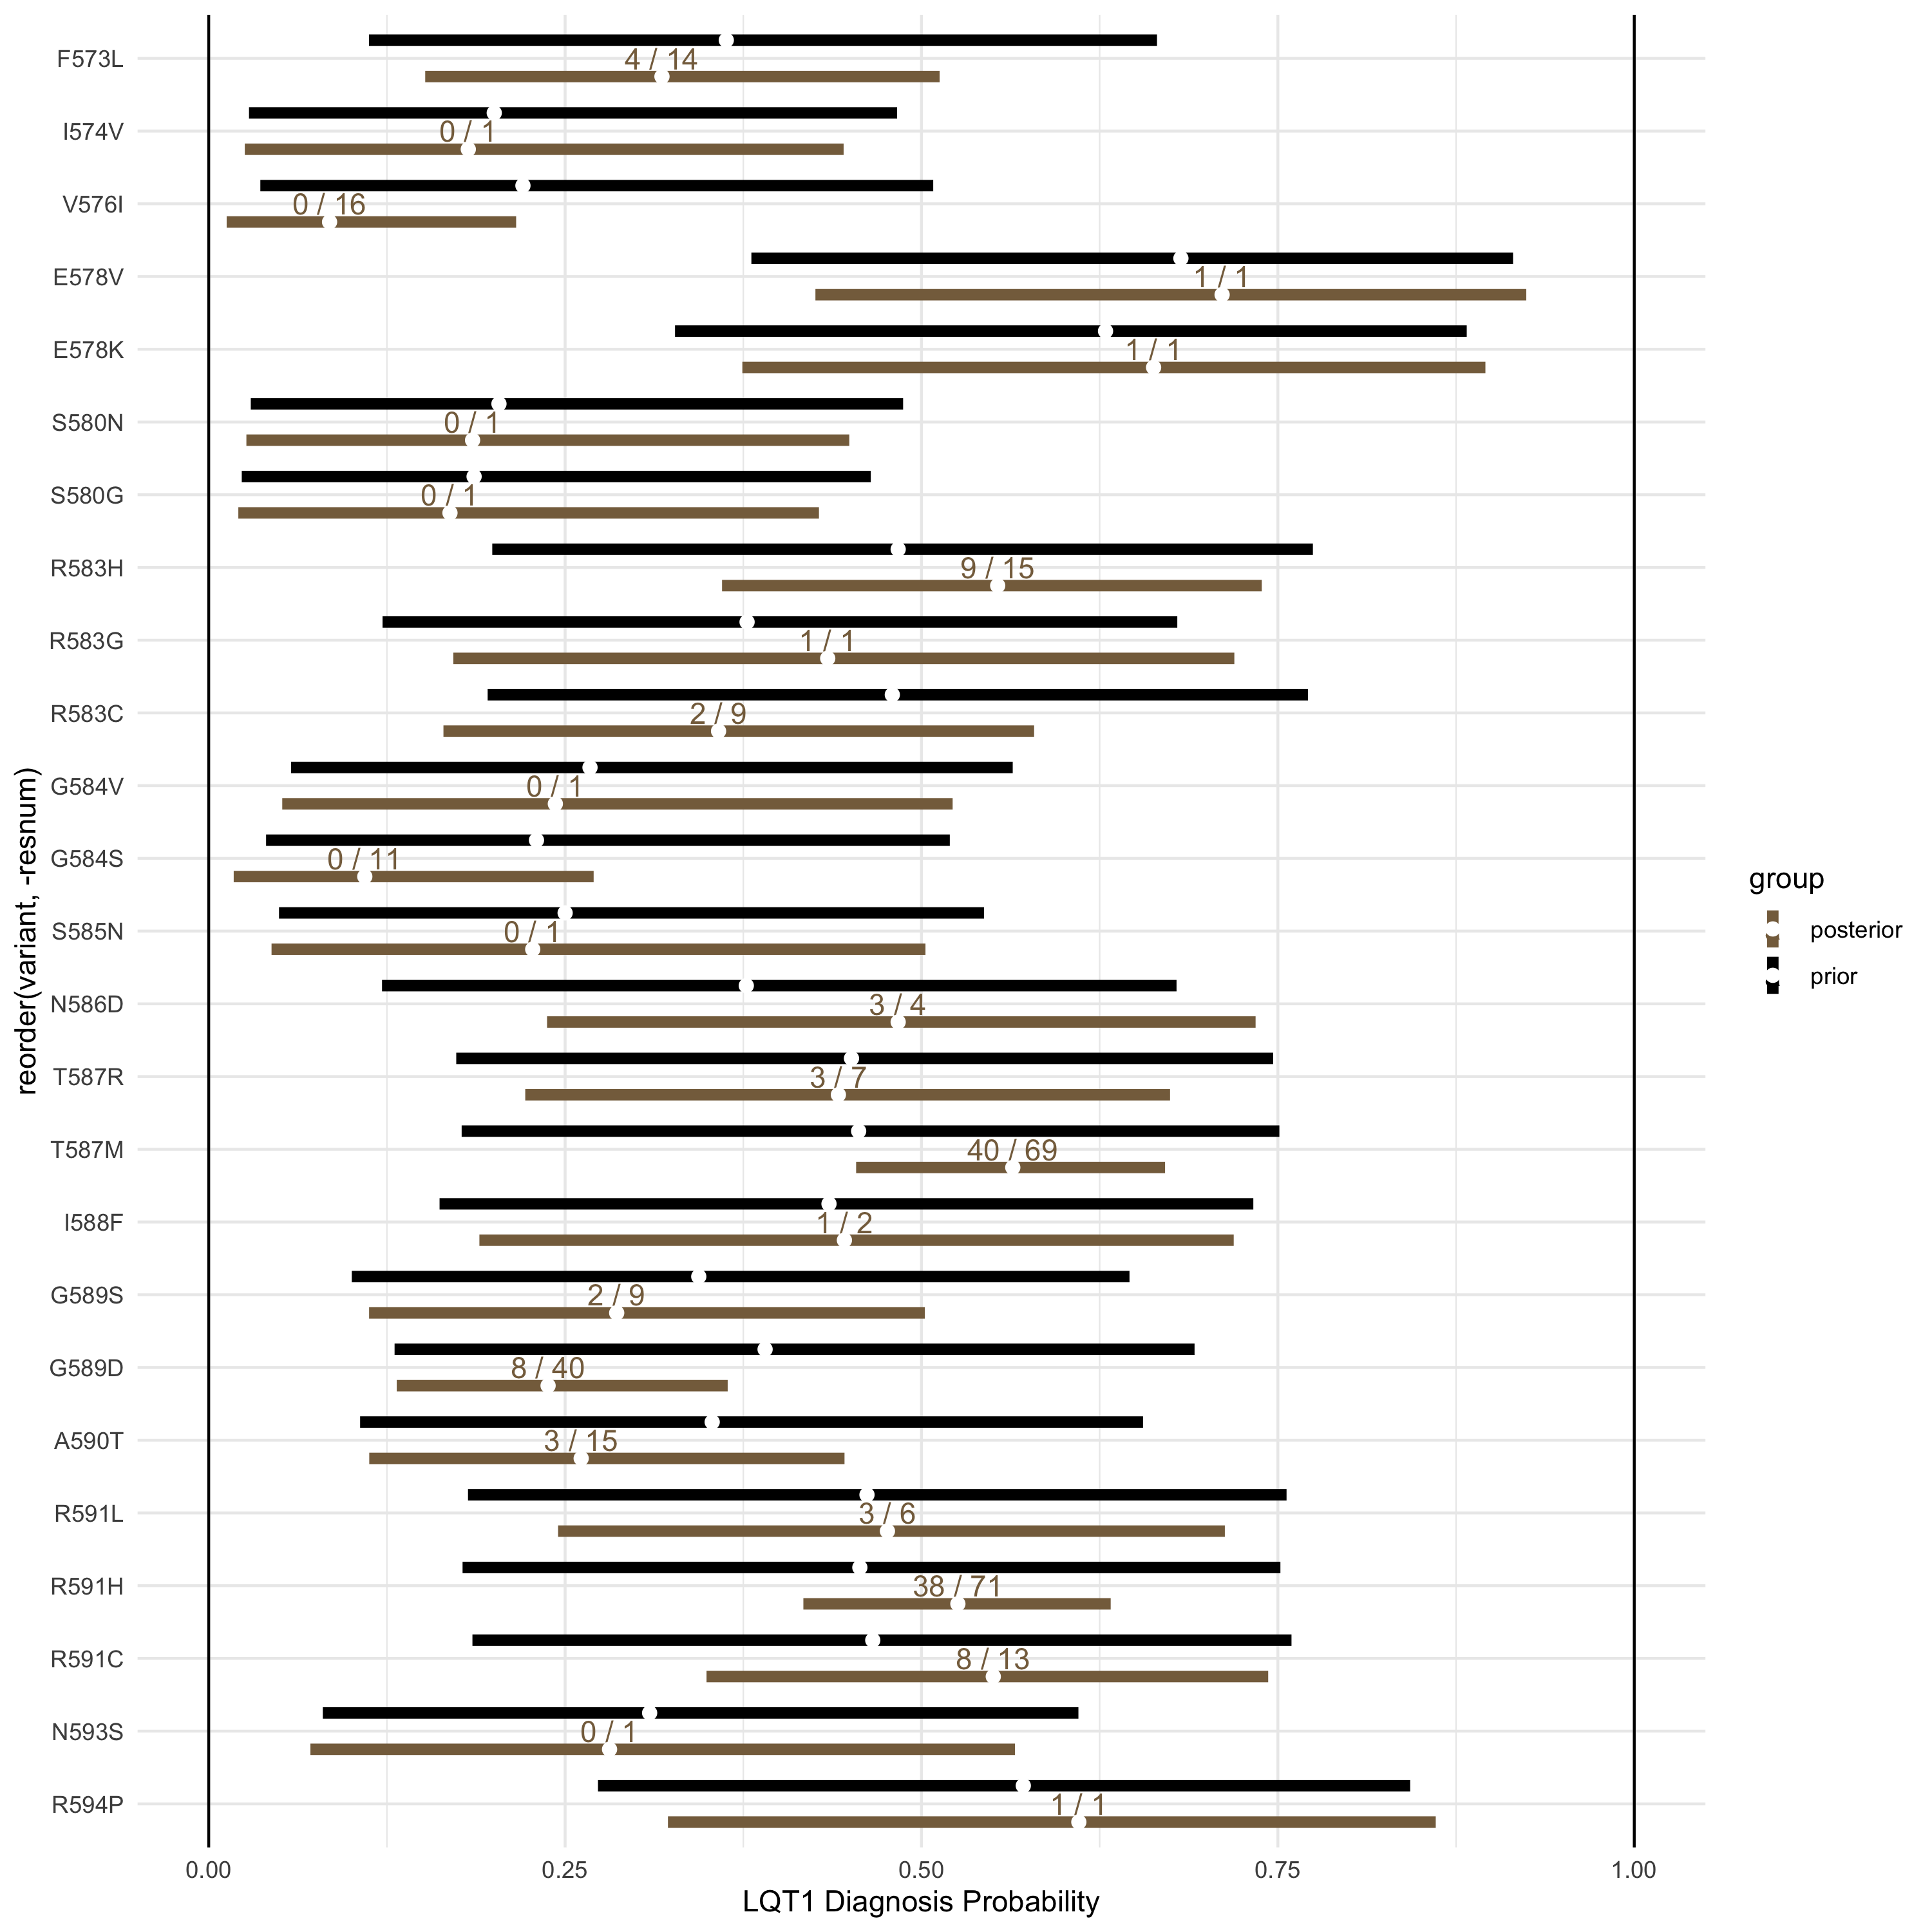 F573L
4 / 14
I574V
0 / 1
V576I
0 / 16
E578V
1 / 1
E578K
1 / 1
S580N
0 / 1
S580G
0 / 1
R583H
9 / 15
R583G
1 / 1
R583C
2 / 9
G584V
0 / 1
G584S
0 / 11
S585N
0 / 1
N586D
3 / 4
T587R
3 / 7
T587M
40 / 69
I588F
1 / 2
G589S
2 / 9
G589D
8 / 40
A590T
3 / 15
R591L
3 / 6
R591H
38 / 71
R591C
8 / 13
N593S
0 / 1
R594P
1 / 1
0.00 0.25 0.50 0.75 1.00
LQT1 Diagnosis Probability
reorder(variant, -resnum)
group
posterior
prior